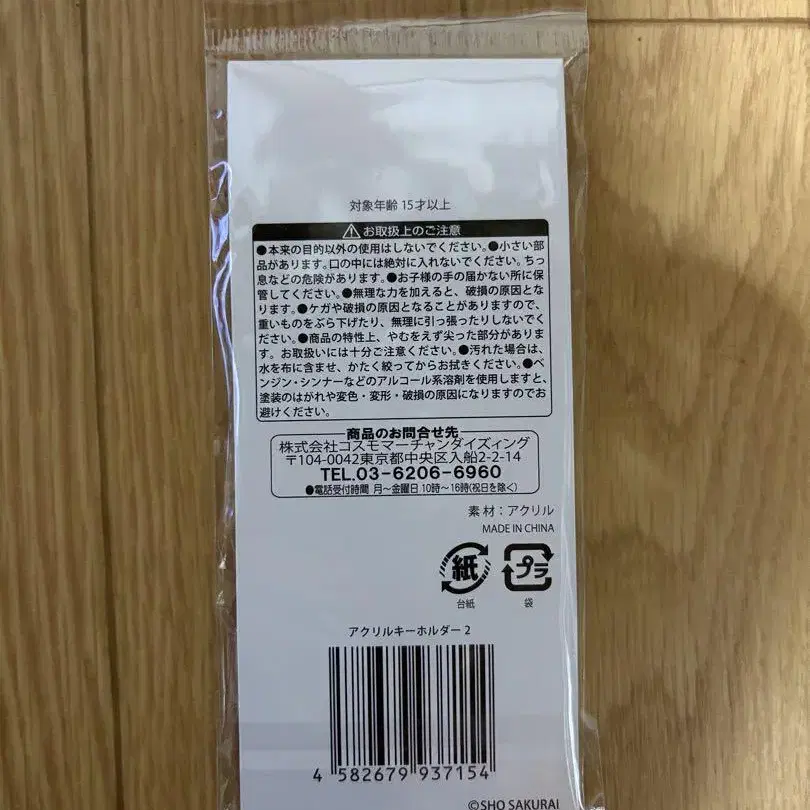 対象年齢 15才以上
お取扱上のご注意
●本来の目的以外の使用はしないでください。●小さい部
品があります。口の中には絶対に入れないでください。ちっ
息などの危険があります。●お子様の手の届かない所に保
管してください。●無理な力を加えると、破損の原因とな
ります。●ケガや破損の原因となることがありますので、
重いものをぶら下げたり、無理に引っ張ったりしないでく
ださい。●商品の特性上、やむをえず尖った部分がありま
す。お取扱いには十分ご注意ください。●汚れた場合は、
水を布に含ませ、かたく絞ってからお拭きください。●ベ
ンジン・シンナーなどのアルコール系溶剤を使用しますと、
塗装のはがれや変色・変形・破損の原因になりますのでお
避けください。
商品のお問合せ先
株式会社コスモマーチャンダイズィング
〒104-0042東京都中央区入船2-2-14
TEL.03-6206-6960
●電話受付時間 月〜金曜日 10時〜16時(祝日を除く)
素材：アクリル
MADE IN CHINA
紙 プラ
台紙 袋
アクリルキーホルダー2
4 582679 937154
©SHO SAKURAI